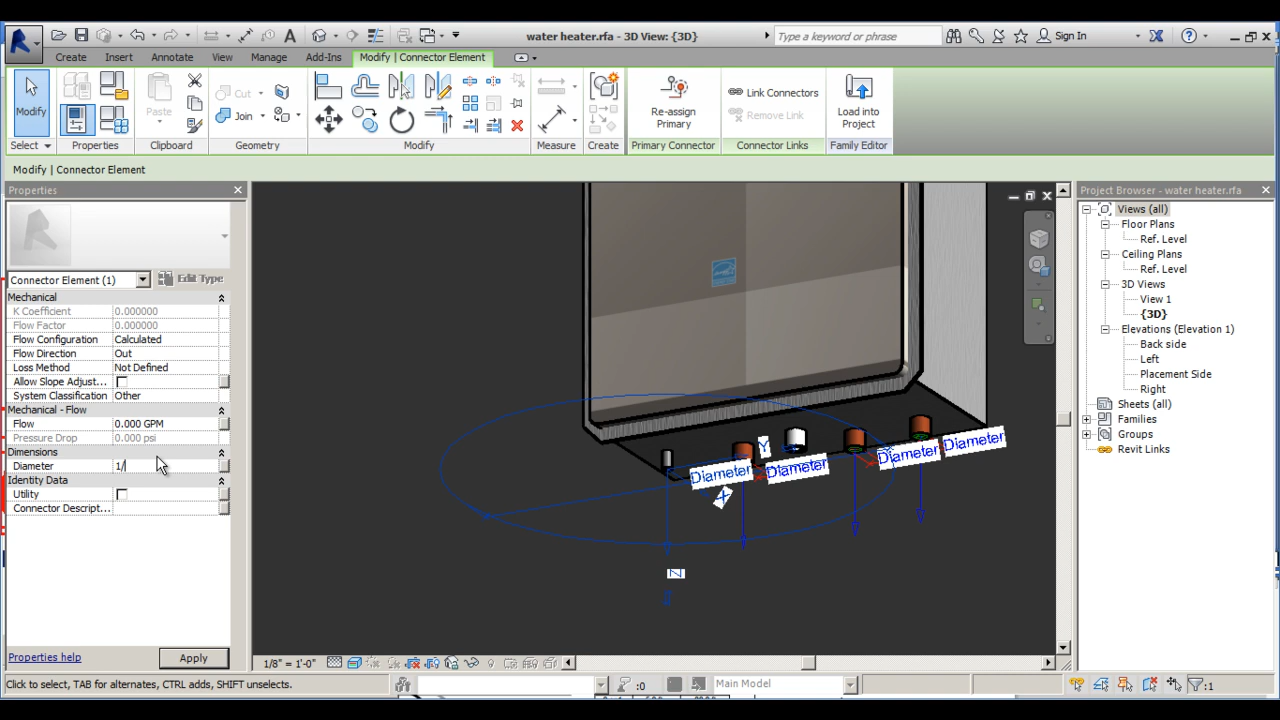 water heater.rfa - 3D View: {3D}
Type a keyword or phrase
Sign In
Create
Insert
Annotate
View
Manage
Add-Ins
Modify | Connector Element
Modify
Paste
Cut
Join
Re-assign
Primary
Link Connectors
Remove Link
Load into
Project
Select
Properties
Clipboard
Geometry
Modify
Measure
Create
Primary Connector
Connector Links
Family Editor
Modify | Connector Element
Properties
Connector Element (1)
Edit Type
Mechanical
K Coefficient 0.000000
Flow Factor 0.000000
Flow Configuration Calculated
Flow Direction Out
Loss Method Not Defined
Allow Slope Adjust...
System Classification Other
Mechanical - Flow
Flow 0.000 GPM
Pressure Drop 0.000 psi
Dimensions
Diameter 1/
Identity Data
Utility
Connector Descript...
Properties help
Apply
Y
Diameter
Diameter
Diameter
Diameter
X
Z
Project Browser - water heater.rfa
Views (all)
Floor Plans
Ref. Level
Ceiling Plans
Ref. Level
3D Views
View 1
{3D}
Elevations (Elevation 1)
Back side
Left
Placement Side
Right
Sheets (all)
Families
Groups
Revit Links
1/8" = 1'-0"
Click to select, TAB for alternates, CTRL adds, SHIFT unselects.
:0
Main Model
:1